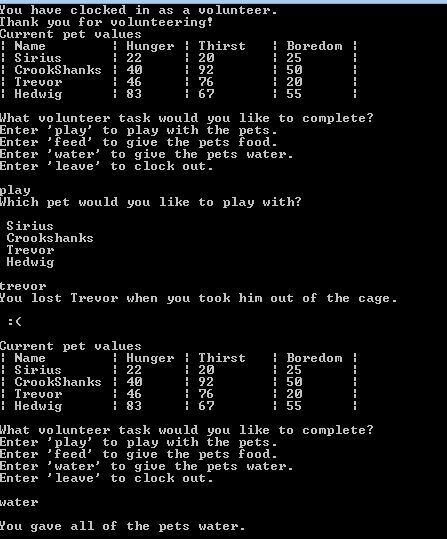 You have clocked in as a volunteer.
Thank you for volunteering!
Current pet values
¦ Name ¦ Hunger ¦ Thirst ¦ Boredom ¦
¦ Sirius ¦ 22 ¦ 20 ¦ 25 ¦
¦ CrookShanks ¦ 40 ¦ 92 ¦ 50 ¦
¦ Trevor ¦ 46 ¦ 76 ¦ 20 ¦
¦ Hedwig ¦ 83 ¦ 67 ¦ 55 ¦
What volunteer task would you like to complete?
Enter 'play' to play with the pets.
Enter 'feed' to give the pets food.
Enter 'water' to give the pets water.
Enter 'leave' to clock out.
play
Which pet would you like to play with?
Sirius
Crookshanks
Trevor
Hedwig
trevor
You lost Trevor when you took him out of the cage.
:(
Current pet values
¦ Name ¦ Hunger ¦ Thirst ¦ Boredom ¦
¦ Sirius ¦ 22 ¦ 20 ¦ 25 ¦
¦ CrookShanks ¦ 40 ¦ 92 ¦ 50 ¦
¦ Trevor ¦ 46 ¦ 76 ¦ 20 ¦
¦ Hedwig ¦ 83 ¦ 67 ¦ 55 ¦
What volunteer task would you like to complete?
Enter 'play' to play with the pets.
Enter 'feed' to give the pets food.
Enter 'water' to give the pets water.
Enter 'leave' to clock out.
water
You gave all of the pets water.